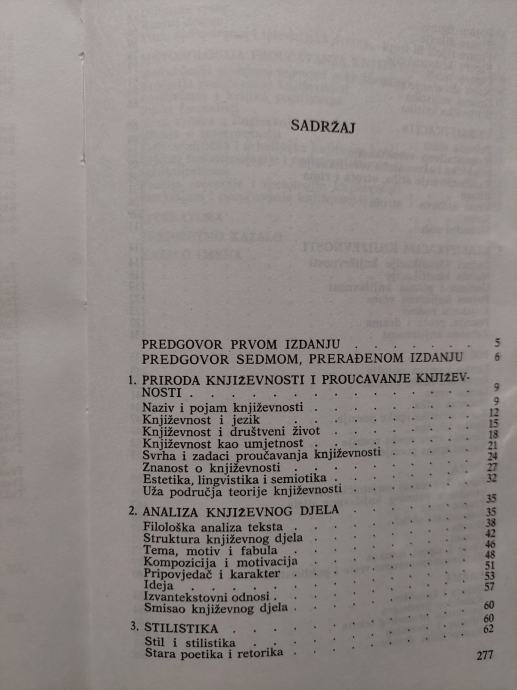 SADRŽAJ
PREDGOVOR PRVOM IZDANJU . . . . . . . 5
PREDGOVOR SEDMOM, PRERAĐENOM IZDANJU 6
1. PRIRODA KNJIŽEVNOSTI I PROUČAVANJE KNJIŽEV-
NOSTI . . . . . . . . . . . . . 9
Naziv i pojam književnosti . . . . . . . . 9
Književnost i jezik . . . . . . . . . 12
Književnost i društveni život . . . . . . . 15
Književnost kao umjetnost . . . . . . . 18
Svrha i zadaci proučavanja književnosti . . . . 21
Znanost o književnosti . . . . . . . . 24
Estetika, lingvistika i semiotika . . . . . . 27
Uža područja teorije književnosti . . . . . . 32
2. ANALIZA KNJIŽEVNOG DJELA . . . . . . 35
Filološka analiza teksta . . . . . . . . 35
Struktura književnog djela . . . . . . . 38
Tema, motiv i fabula . . . . . . . . 42
Kompozicija i motivacija . . . . . . . 46
Pripovjedač i karakter . . . . . . . . 48
Ideja . . . . . . . . . . . . 51
Izvantekstovni odnosi . . . . . . . . 53
Smisao književnog djela . . . . . . . . 57
3. STILISTIKA . . . . . . . . . . . 60
Stil i stilistika . . . . . . . . . . 60
Stara poetika i retorika . . . . . . . . 62
277